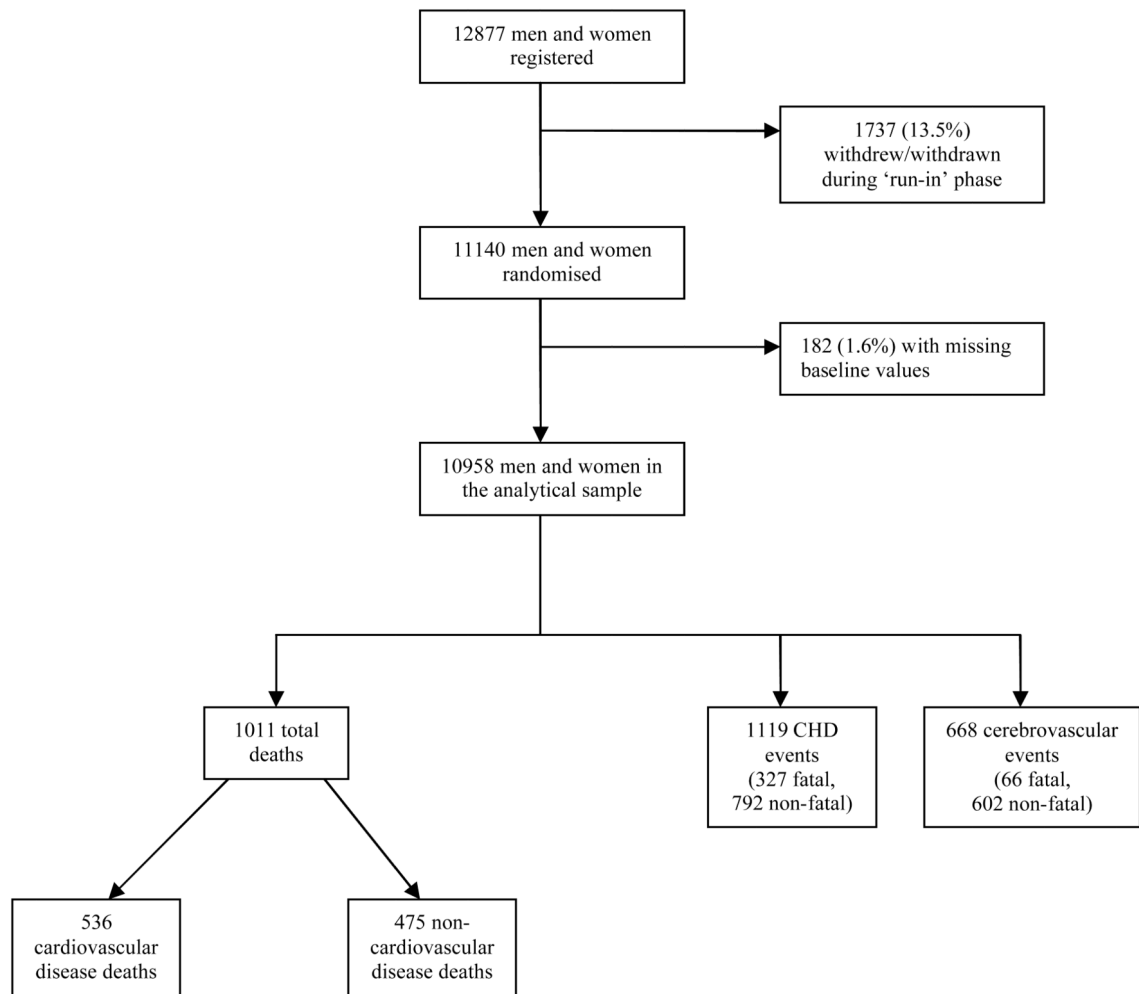 12877 men and women
registered
1737 (13.5%)
withdrew/withdrawn
during ‘run-in’ phase
11140 men and women
randomised
182 (1.6%) with missing
baseline values
10958 men and women in
the analytical sample
1011 total
deaths
1119 CHD
events
(327 fatal,
792 non-fatal)
668 cerebrovascular
events
(66 fatal,
602 non-fatal)
536
cardiovascular
disease deaths
475 non-
cardiovascular
disease deaths